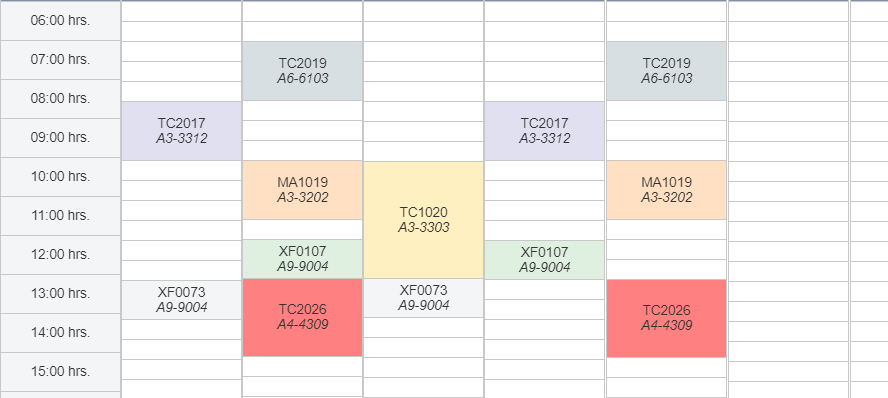 06:00 hrs.
07:00 hrs.
TC2019
A6-6103
TC2019
A6-6103
08:00 hrs.
09:00 hrs.
TC2017
A3-3312
TC2017
A3-3312
10:00 hrs.
MA1019
A3-3202
MA1019
A3-3202
11:00 hrs.
TC1020
A3-3303
12:00 hrs.
XF0107
A9-9004
XF0107
A9-9004
13:00 hrs.
XF0073
A9-9004
XF0073
A9-9004
TC2026
A4-4309
TC2026
A4-4309
14:00 hrs.
15:00 hrs.